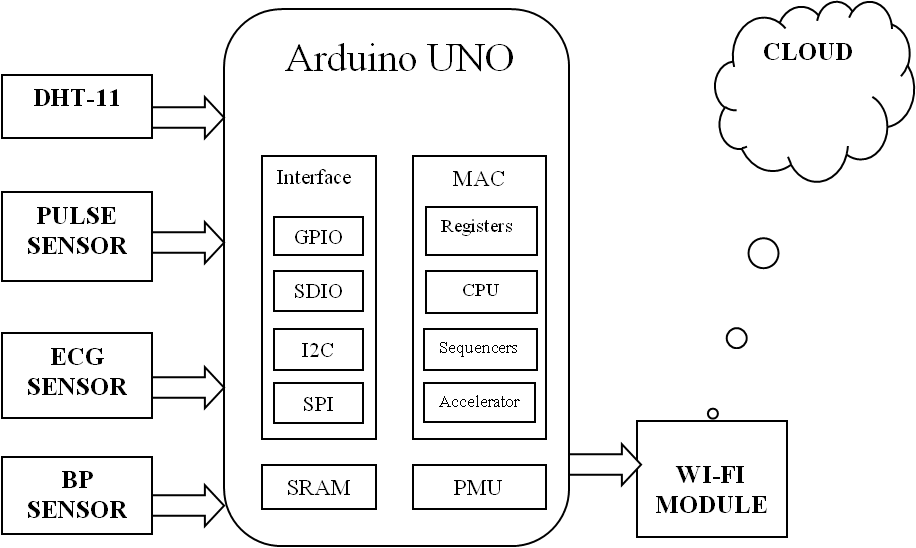 DHT-11
PULSE
SENSOR
ECG
SENSOR
BP
SENSOR
Arduino UNO
Interface
GPIO
SDIO
I2C
SPI
SRAM
MAC
Registers
CPU
Sequencers
Accelerator
PMU
CLOUD
WI-FI
MODULE